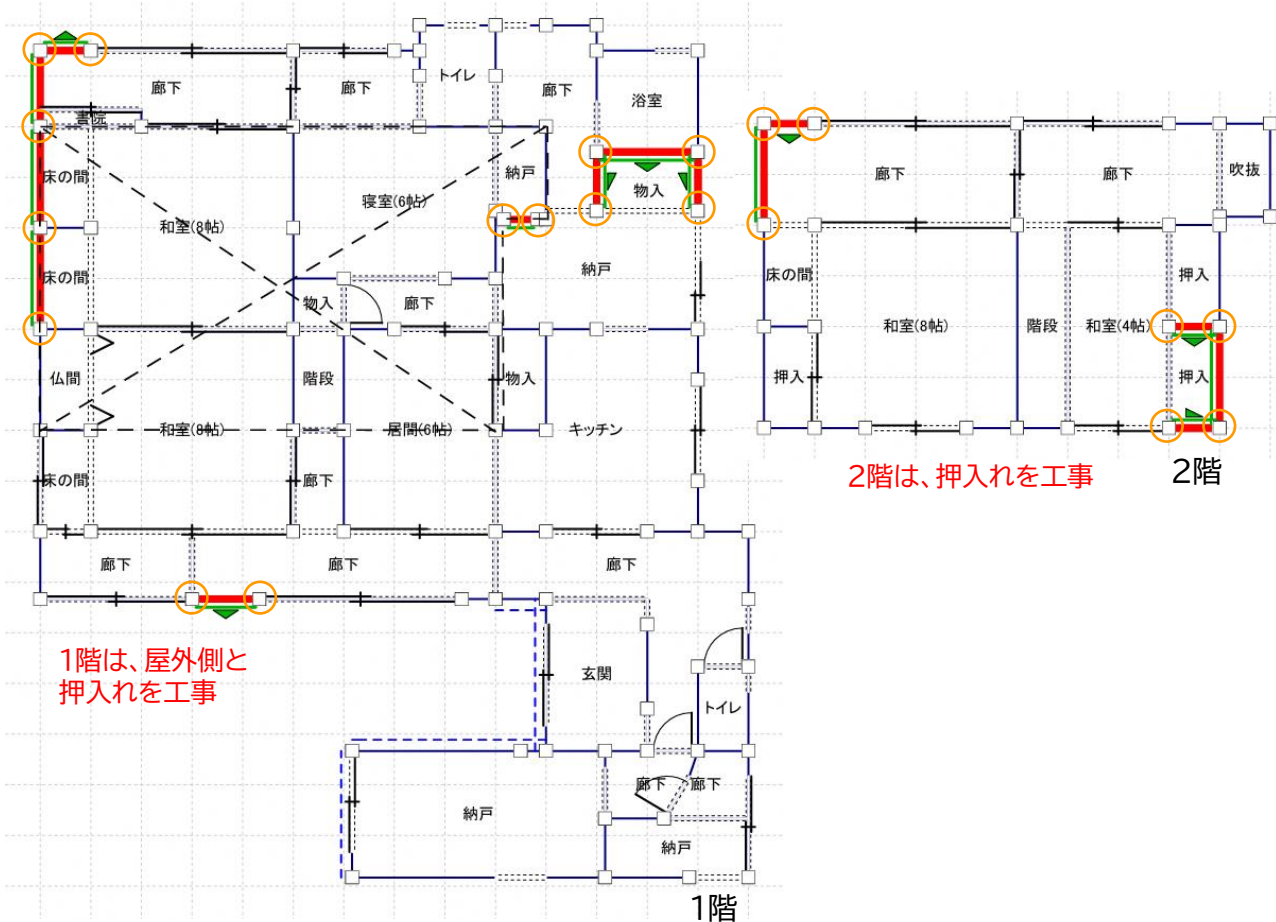 トイレ
廊下
廊下
廊下
浴室
書院
床の間
和室(8帖)
寝室(6帖)
納戸
物入
床の間
物入
廊下
納戸
仏間
階段
物入
和室(8帖)
居間(6帖)
キッチン
床の間
廊下
廊下
廊下
廊下
1階は、屋外側と
押入れを工事
玄関
トイレ
廊下
廊下
納戸
納戸
1階
廊下
廊下
吹抜
床の間
押入
和室(8帖)
階段
和室(4帖)
押入
押入
2階は、押入れを工事
2階